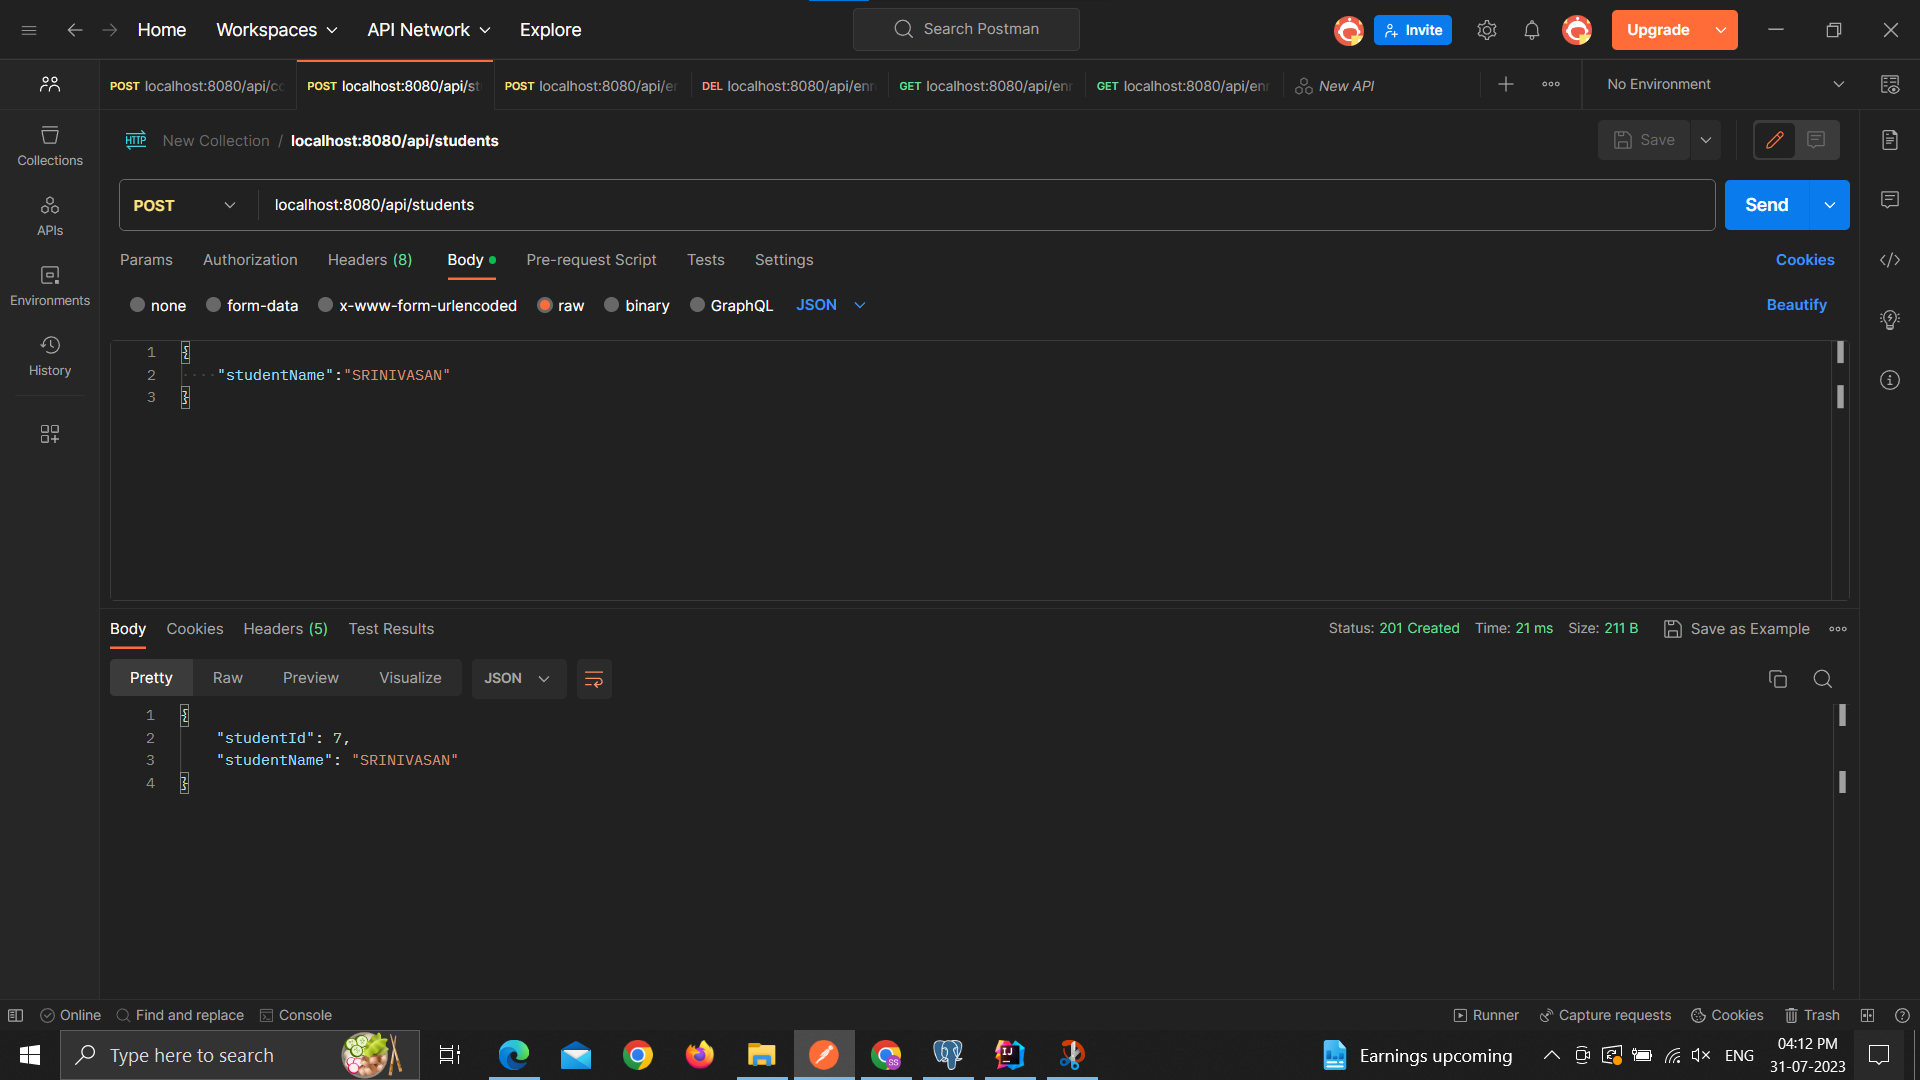 Home Workspaces API Network Explore Search Postman Invite Upgrade
POST localhost:8080/api/co POST localhost:8080/api/st POST localhost:8080/api/er DEL localhost:8080/api/enr GET localhost:8080/api/enr GET localhost:8080/api/enr New API No Environment
HTTP New Collection / localhost:8080/api/students Save
Collections
POST localhost:8080/api/students Send
APIs
Params Authorization Headers (8) Body Pre-request Script Tests Settings Cookies
Environments
none form-data x-www-form-urlencoded raw binary GraphQL JSON Beautify
History
1 {
2 "studentName":"SRINIVASAN"
3 }
Body Cookies Headers (5) Test Results Status: 201 Created Time: 21 ms Size: 211 B Save as Example
Pretty Raw Preview Visualize JSON
1 {
2 "studentId": 7,
3 "studentName": "SRINIVASAN"
4 }
Online Find and replace Console Runner Capture requests Cookies Trash
Type here to search Earnings upcoming ENG 04:12 PM
31-07-2023